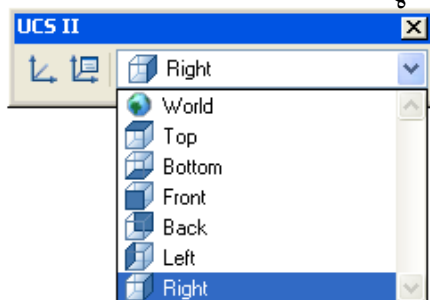 UCS II
Right
World
Top
Bottom
Front
Back
Left
Right